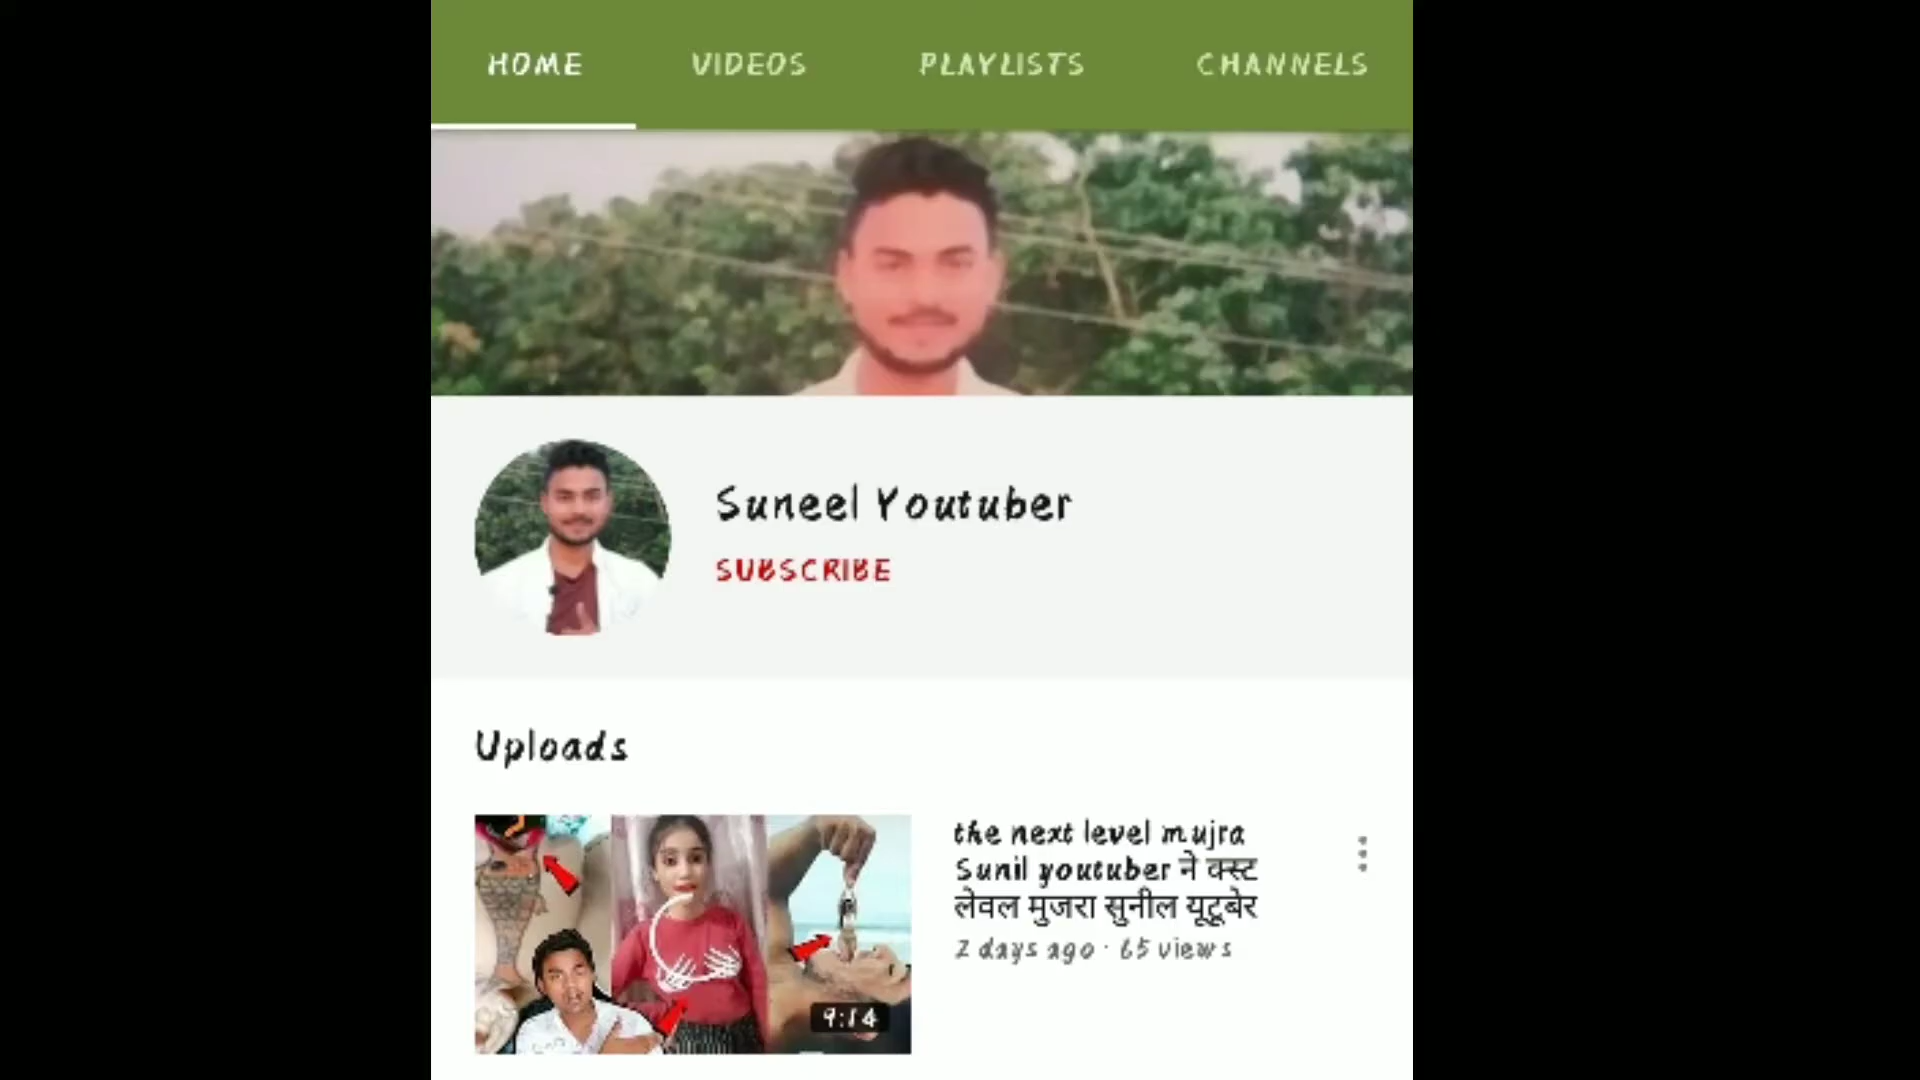 HOME VIDEOS PLAYLISTS CHANNELS
Suneel Youtuber
SUBSCRIBE
Uploads
the next level mujra
Sunil youtuber ने क्स्ट
लेवल मुजरा सुनील यूटूबेर
2 days ago · 65 views
9:14